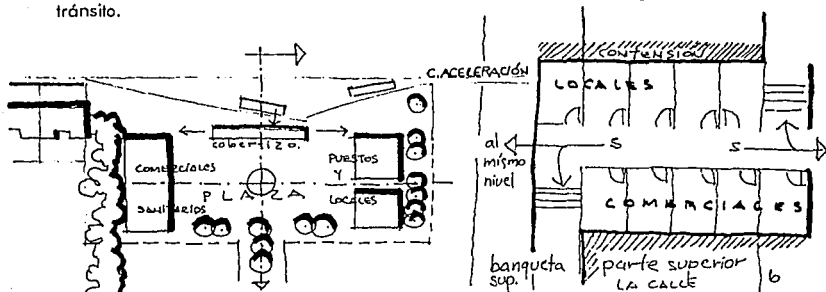 tránsito.
C. ACELERACIÓN
cobertizo.
COMERCIALES
SANITARIOS
PLAZA
PUESTOS
Y
LOCALES
CONTENSION
LOCALES
al
mismo
nivel
S
S
COMERCIALES
banqueta
sup.
parte superior
LA CALLE
b